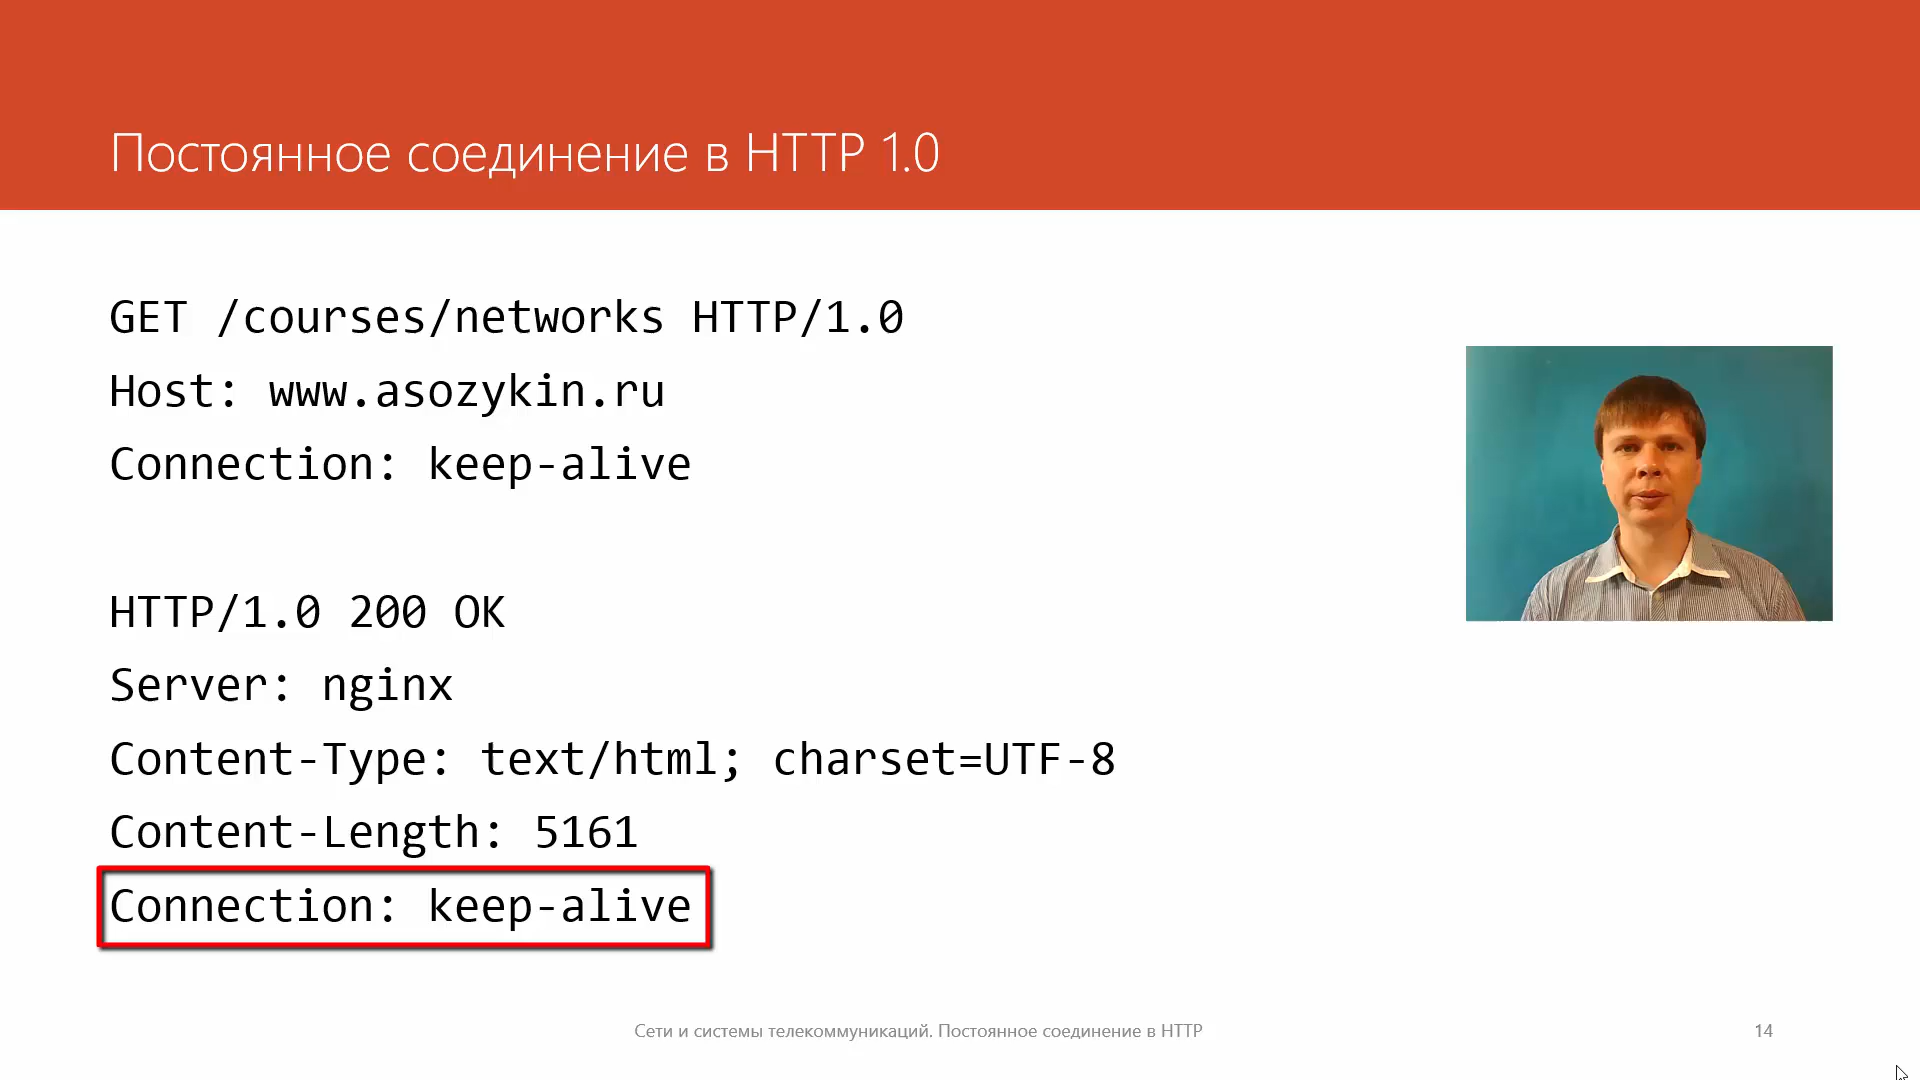 Постоянное соединение в HTTP 1.0
GET /courses/networks HTTP/1.0
Host: www.asozykin.ru
Connection: keep-alive
HTTP/1.0 200 OK
Server: nginx
Content-Type: text/html; charset=UTF-8
Content-Length: 5161
Connection: keep-alive
Сети и системы телекоммуникаций. Постоянное соединение в HTTP
14